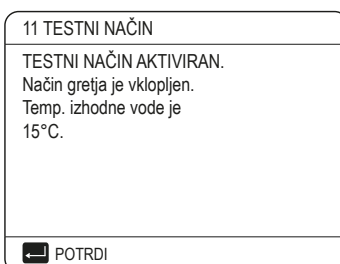 11 TESTNI NAČIN
TESTNI NAČIN AKTIVIRAN.
Način gretja je vklopljen.
Temp. izhodne vode je
15°C.
POTRDI